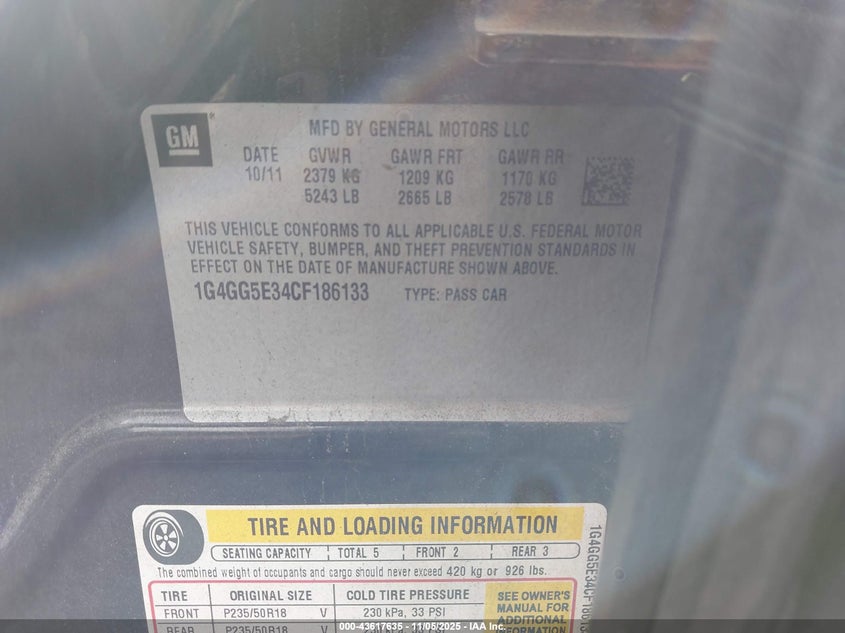 GM
MFD BY GENERAL MOTORS LLC
DATE GVWR GAWR FRT GAWR RR
10/11 2379 KG 1209 KG 1170 KG
5243 LB 2665 LB 2578 LB
THIS VEHICLE CONFORMS TO ALL APPLICABLE U.S. FEDERAL MOTOR
VEHICLE SAFETY, BUMPER, AND THEFT PREVENTION STANDARDS IN
EFFECT ON THE DATE OF MANUFACTURE SHOWN ABOVE.
1G4GG5E34CF186133 TYPE: PASS CAR
TIRE AND LOADING INFORMATION
SEATING CAPACITY TOTAL 5 FRONT 2 REAR 3
The combined weight of occupants and cargo should never exceed 420 kg or 926 lbs.
TIRE ORIGINAL SIZE COLD TIRE PRESSURE
FRONT P235/50R18 V 230 kPa, 33 PSI
REAR P235/50R18 V
SEE OWNER'S
MANUAL FOR
ADDITIONAL
1G4GG5E34CF18613
000-43617635 - 11/05/2025 - IAA Inc.